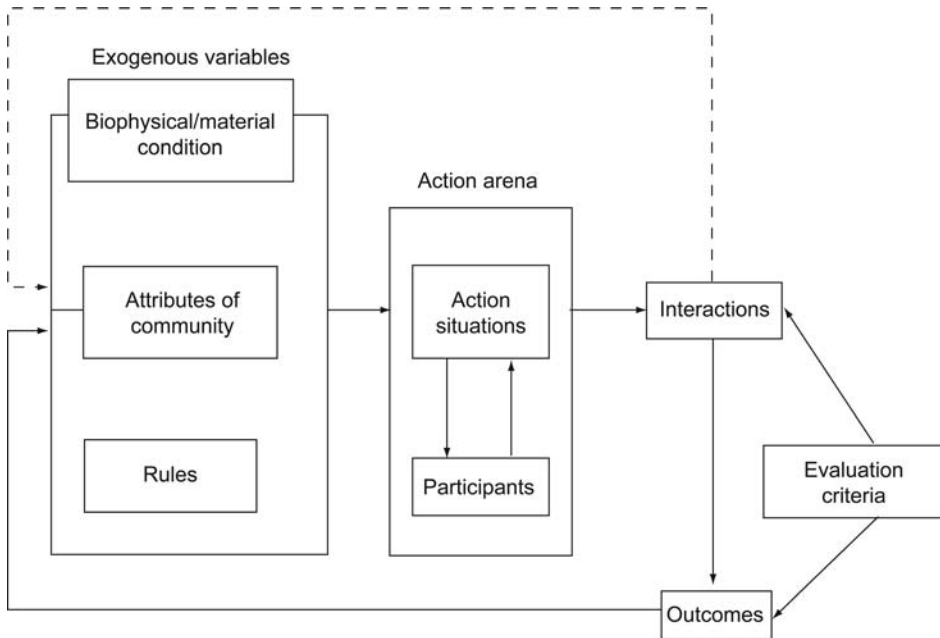 Exogenous variables
Biophysical/material
condition
Action arena
Attributes of
community
Action
situations
Interactions
Rules
Participants
Evaluation
criteria
Outcomes